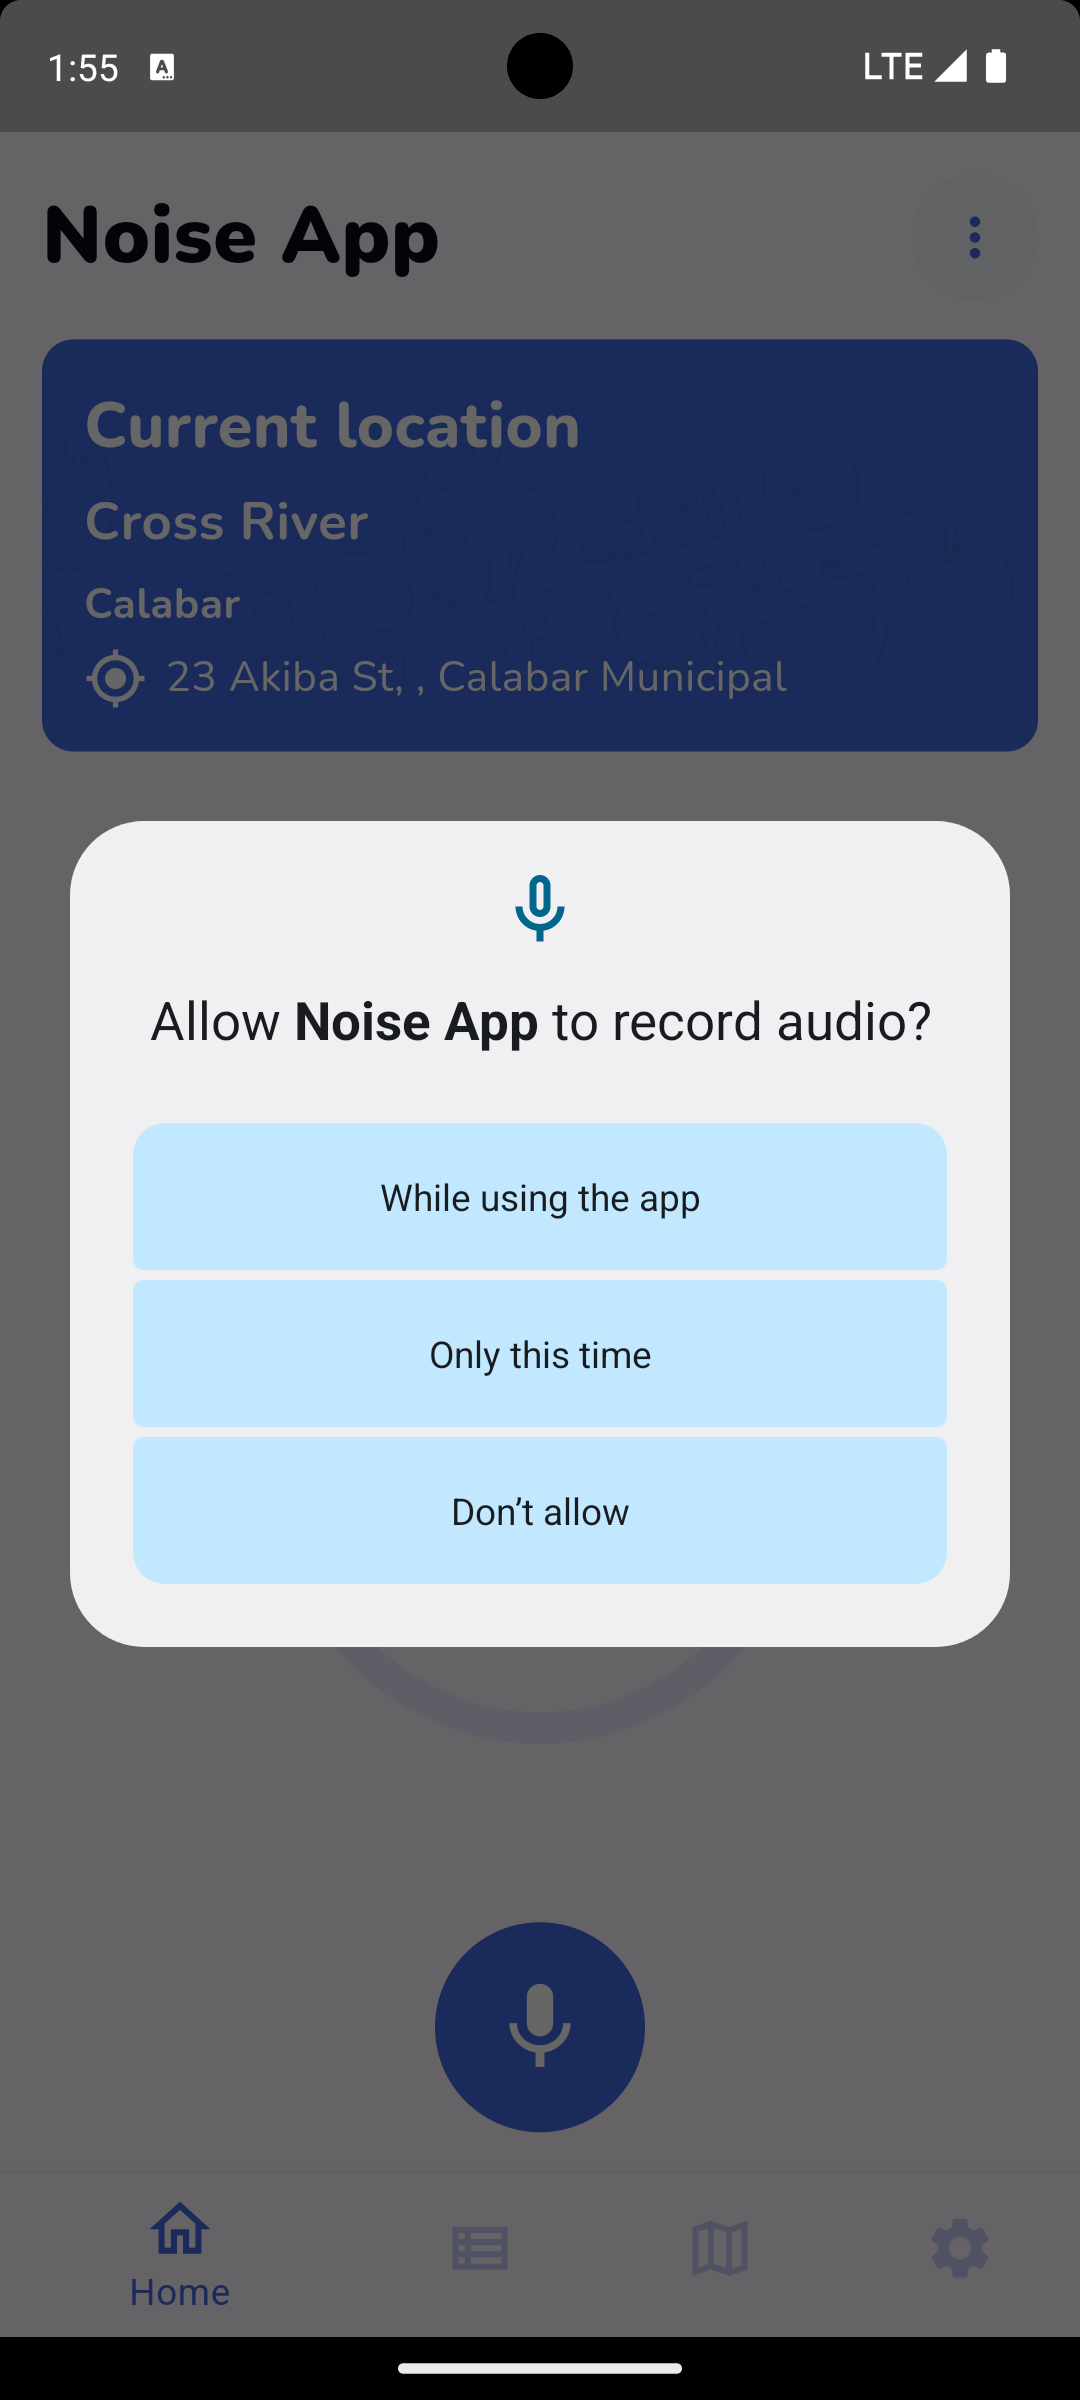 1:55
LTE
Noise App
Current location
Cross River
Calabar
23 Akiba St, , Calabar Municipal
Allow Noise App to record audio?
While using the app
Only this time
Don’t allow
Home